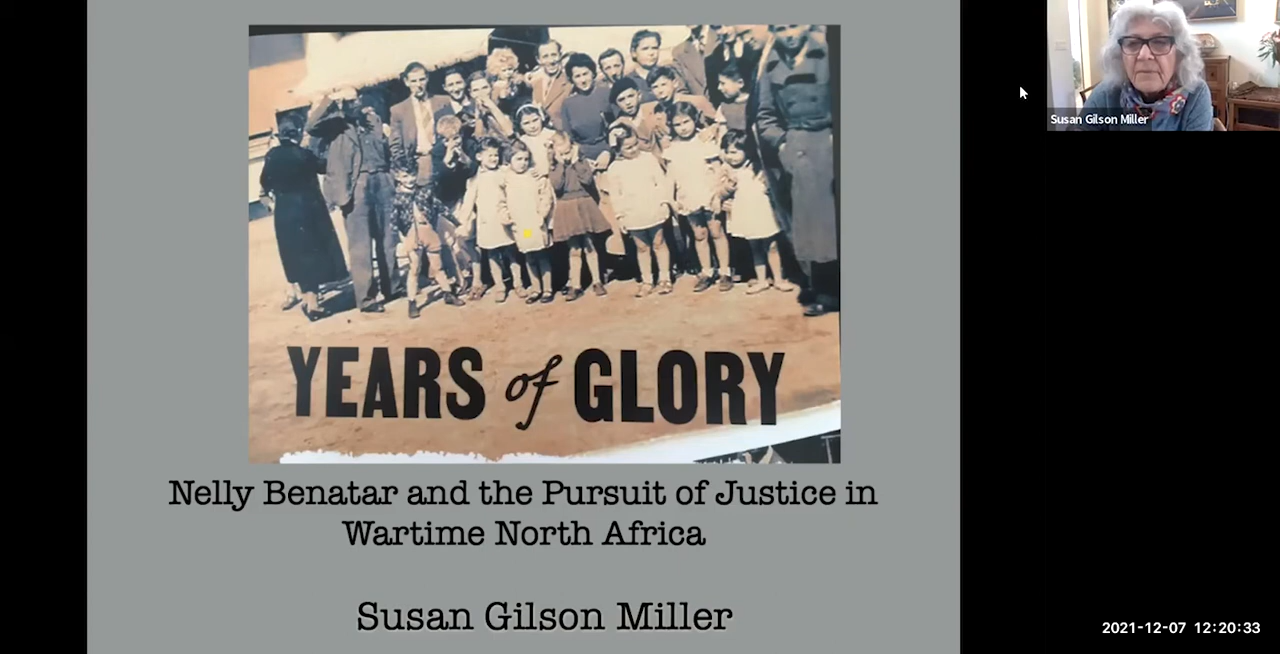 YEARS of GLORY
Nelly Benatar and the Pursuit of Justice in
Wartime North Africa
Susan Gilson Miller
Susan Gilson Miller
2021-12-07 12:20:33